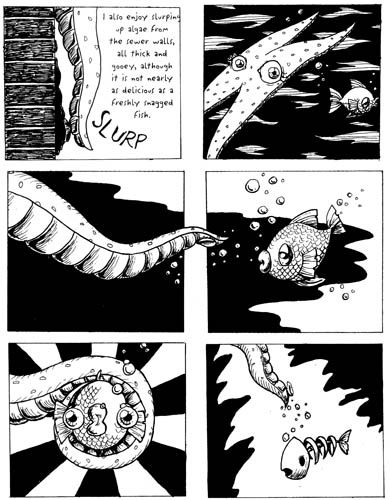 I also enjoy slurping
up algae from
the sewer walls,
all thick and
gooey, although
it is not nearly
as delicious as a
freshly snagged
fish.
SLURP